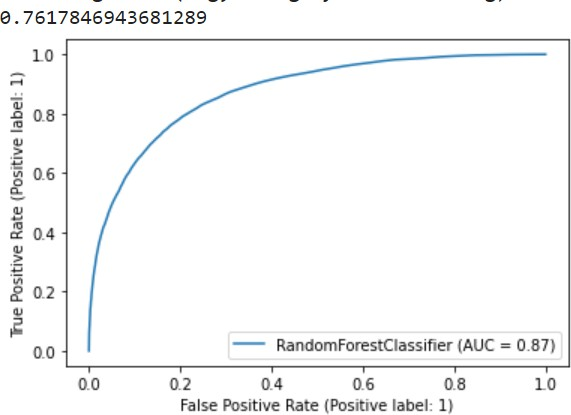 0.7617846943681289
1.0
0.8
0.6
0.4
0.2
0.0
True Positive Rate (Positive label: 1)
RandomForestClassifier (AUC = 0.87)
0.0 0.2 0.4 0.6 0.8 1.0
False Positive Rate (Positive label: 1)